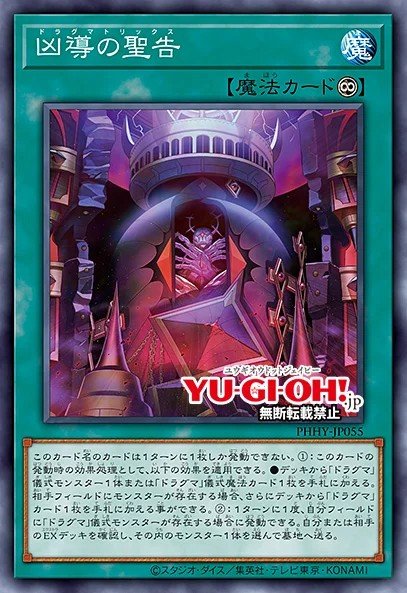 ドラグマトリックス
凶導の聖告
魔
【魔法カード】
ユウギオウドットジェイピー
YU-GI-OH!.jp
無断転載禁止
PHHY-JP055
このカード名のカードは1ターンに1枚しか発動できない。①:このカードの
発動時の効果処理として、以下の効果を適用できる。●デッキから「ドラグマ」
儀式モンスター1体または「ドラグマ」儀式魔法カード1枚を手札に加える。
相手フィールドにモンスターが存在する場合、さらにデッキから「ドラグマ」
カード1枚を手札に加える事ができる。②:1ターンに1度、自分フィール
ドに「ドラグマ」儀式モンスターが存在する場合に発動できる。自分または相手
のEXデッキを確認し、その内のモンスター1体を選んで墓地へ送る。
©スタジオ・ダイス/集英社・テレビ東京・KONAMI